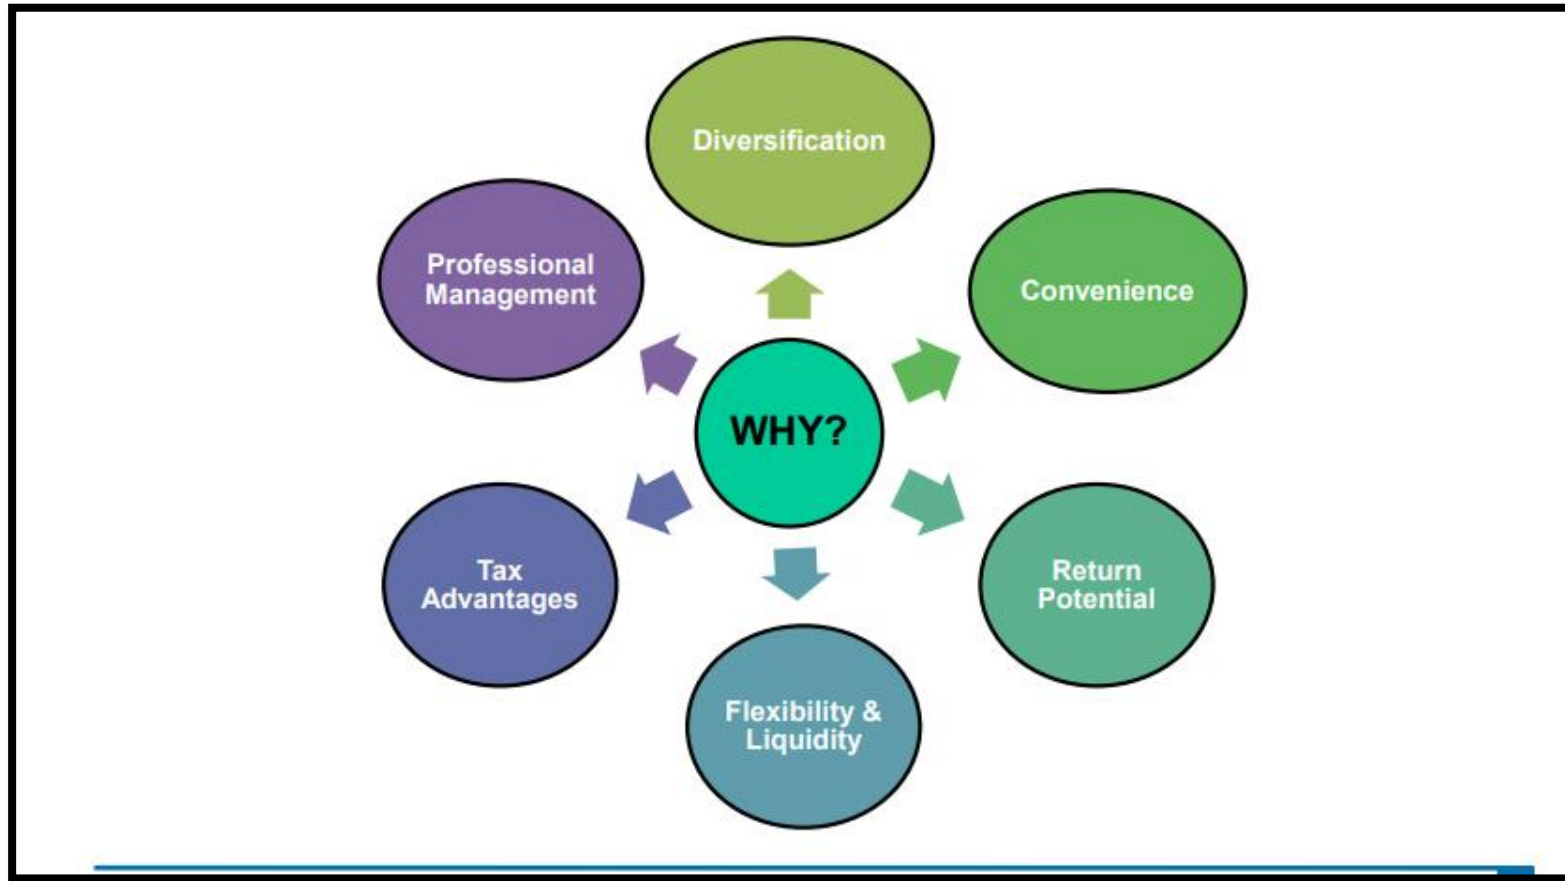 Diversification
Professional
Management
Convenience
WHY?
Tax
Advantages
Return
Potential
Flexibility &
Liquidity